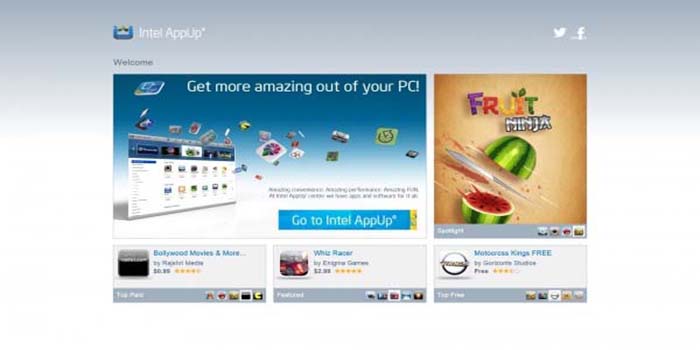 Intel AppUp®
Welcome
Get more amazing out of your PC!
Amazing convenience. Amazing performance. Amazing FUN.
At Intel AppUp® center we have apps and software for it all.
Go to Intel AppUp®
FRUIT
NINJA
Spotlight
Bollywood Movies & More...
by Rajshri Media
$0.99
Top Paid
Whiz Racer
by Enigma Games
$2.99
Featured
Motocross Kings FREE
by Gorizonte Studios
Free
Top Free